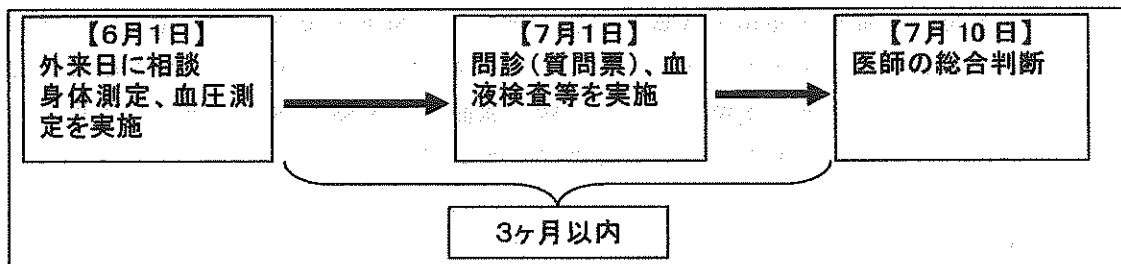 【6月1日】
外来日に相談
身体測定、血圧測
定を実施
【7月1日】
問診(質問票)、血
液検査等を実施
【7月10日】
医師の総合判断
3ヶ月以内